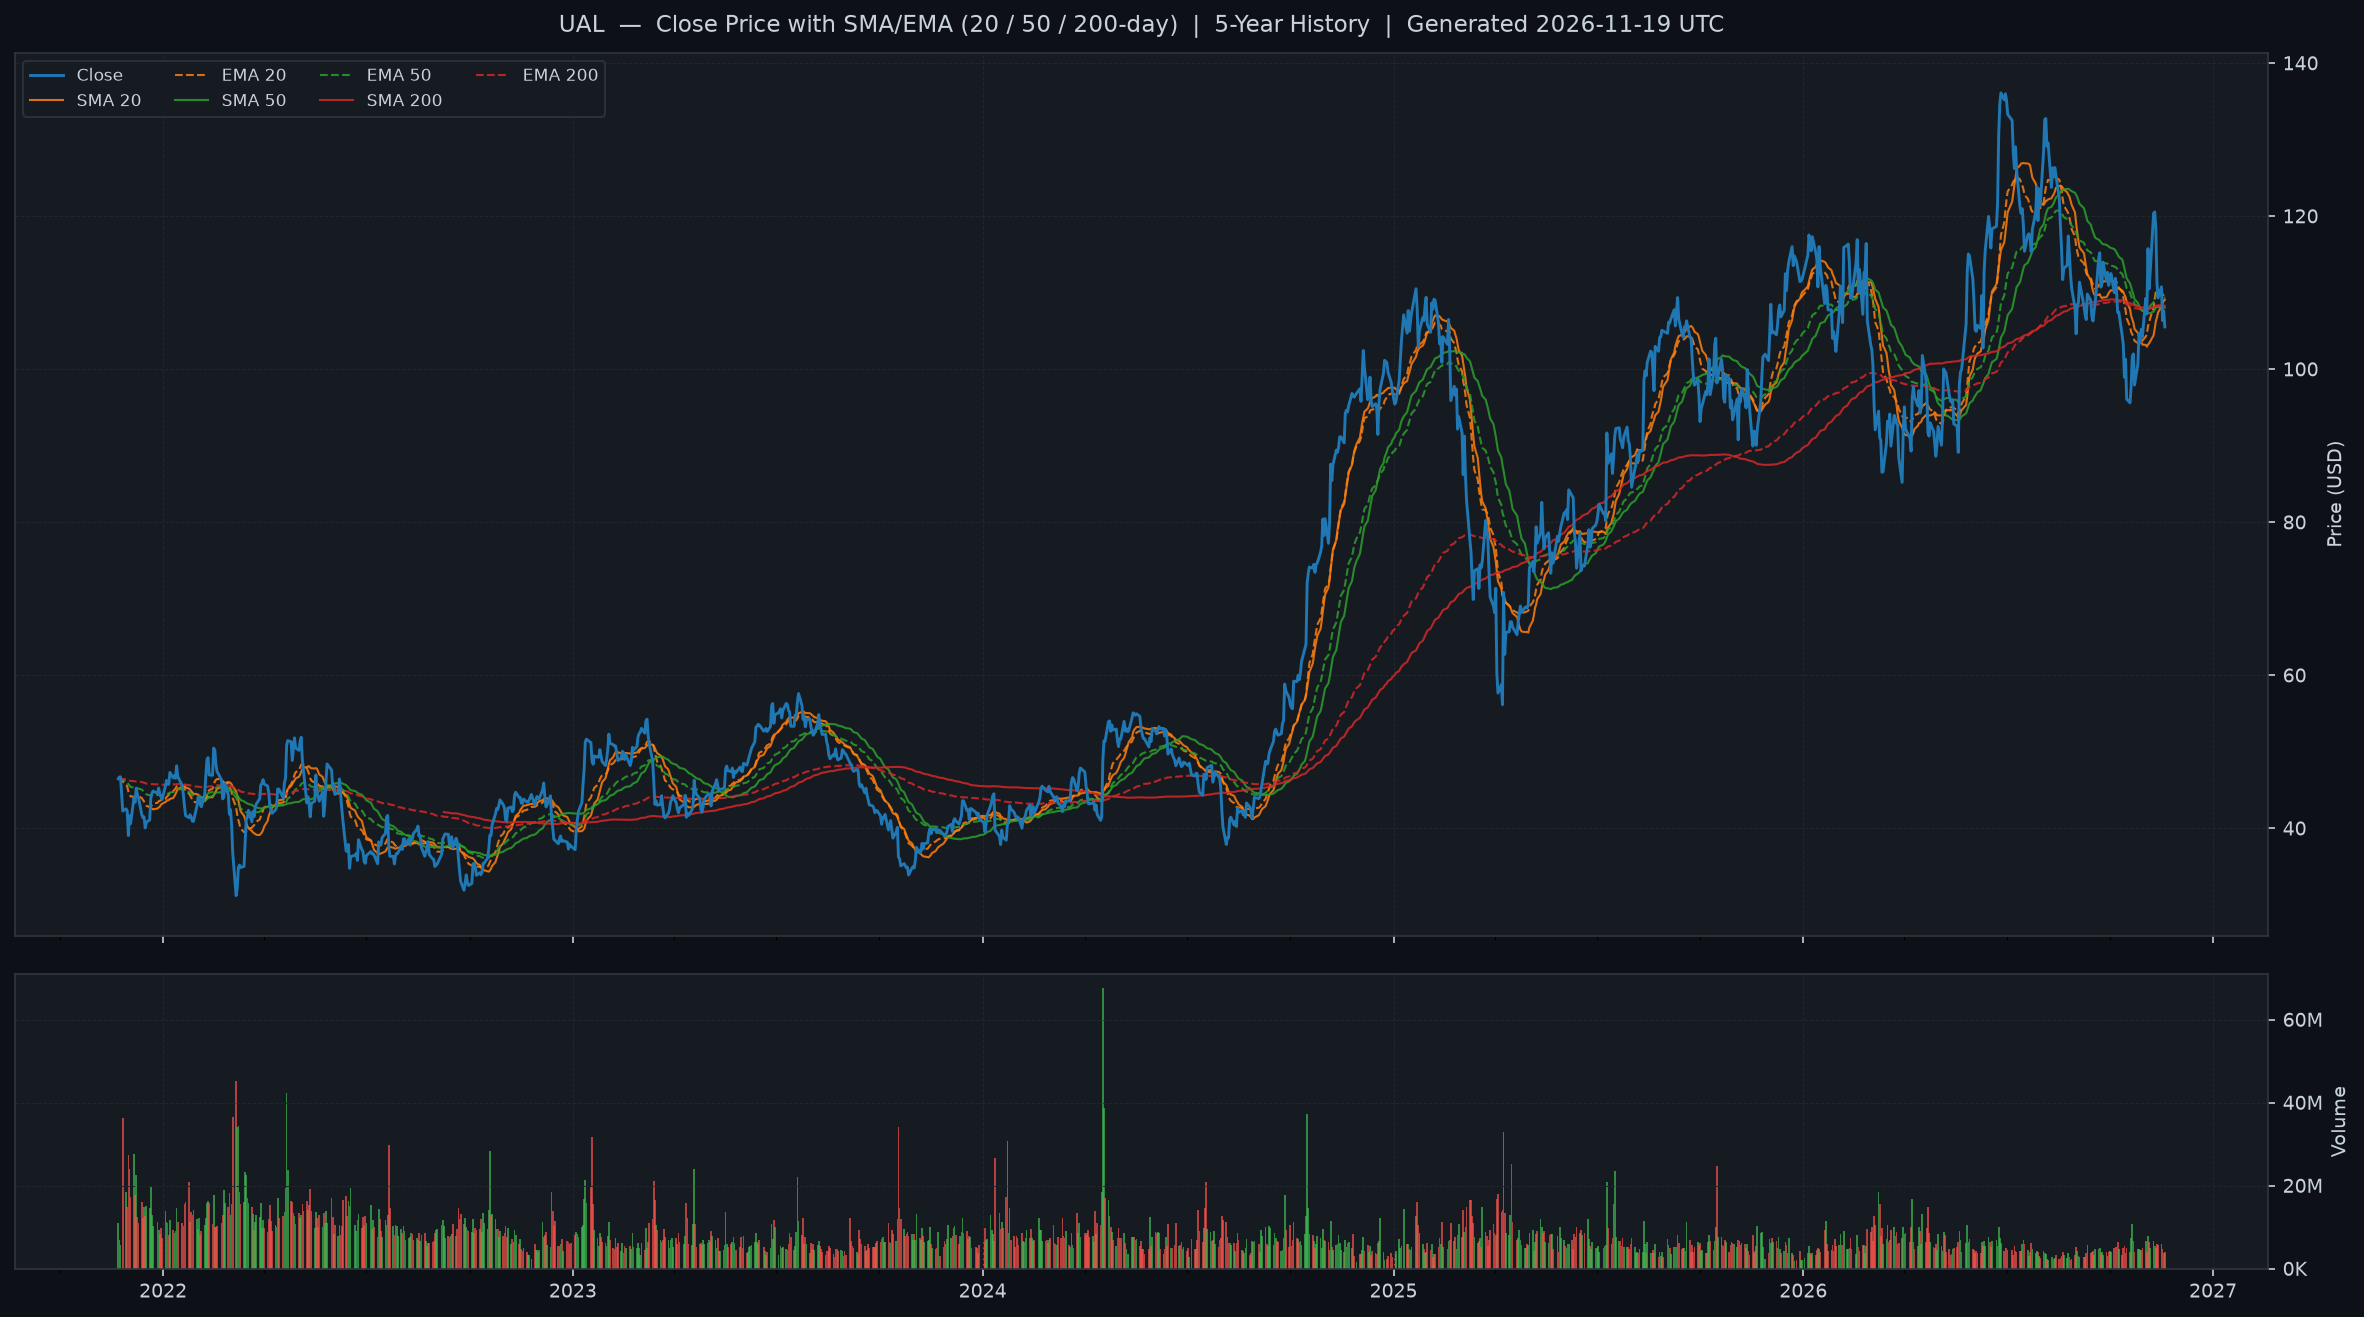 UAL — Close Price with SMA/EMA (20 / 50 / 200-day) | 5-Year History | Generated 2026-11-19 UTC
Close EMA 20 EMA 50 EMA 200
SMA 20 SMA 50 SMA 200
140
120
100
80
60
40
Price (USD)
60M
40M
20M
0K
Volume
2022 2023 2024 2025 2026 2027